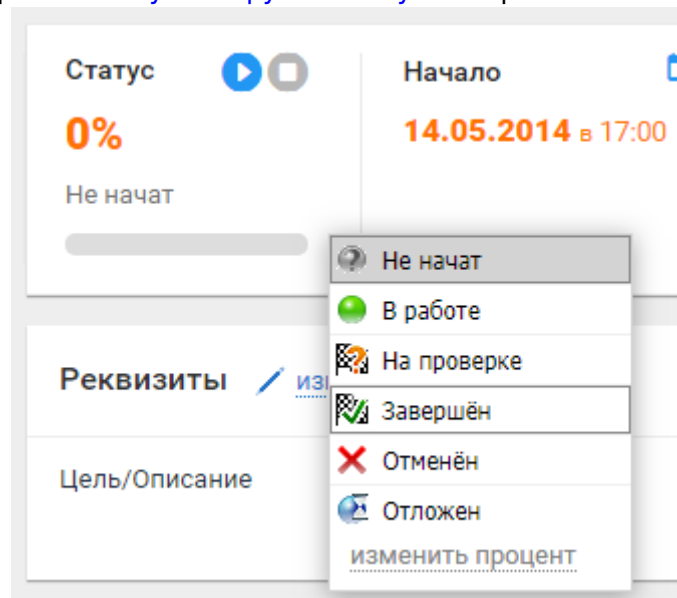 Статус
Начало
0%
14.05.2014 в 17:00
Не начат
Не начат
В работе
На проверке
Завершён
Отменён
Отложен
изменить процент
Реквизиты
Цель/Описание